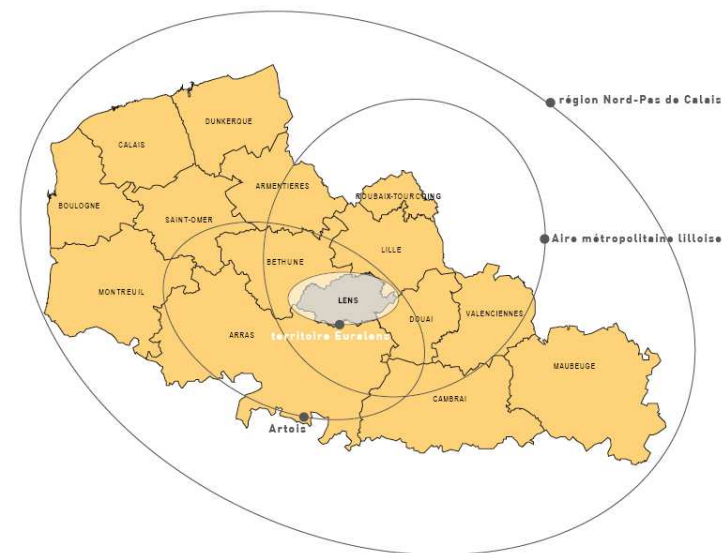 région Nord-Pas de Calais
DUNKERQUE
CALAIS
ARMENTIERES
ROUBAIX-TOURCOING
BOULOGNE
SAINT-OMER
Aire métropolitaine lilloise
LILLE
BETHUNE
MONTREUIL
LENS
DOUAI
VALENCIENNES
territoire Euralens
ARRAS
MAUBEUGE
CAMBRAI
Artois